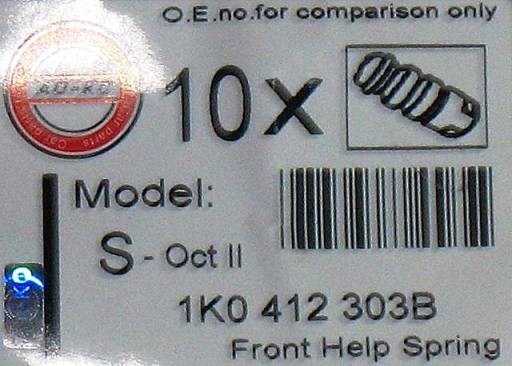 O.E.no.for comparison only
10x
Model:
S - Oct II
1K0 412 303B
Front Help Spring